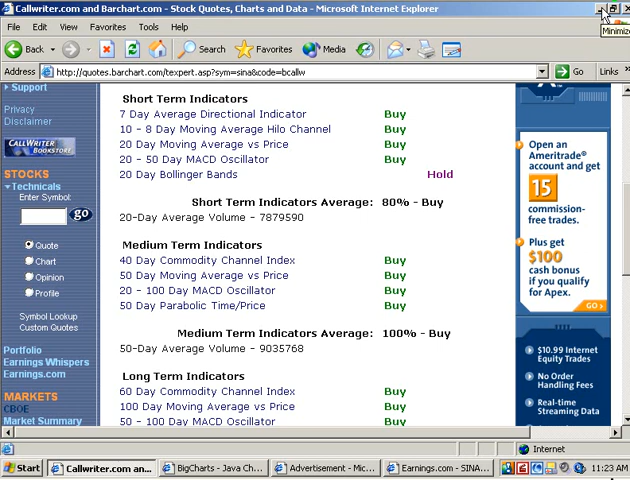 Callwriter.com and Barchart.com - Stock Quotes, Charts and Data - Microsoft Internet Explorer
File Edit View Favorites Tools Help
Back Search Favorites Media
Address http://quotes.barchart.com/texpert.asp?sym=sina&code=bcallw Go Links »
Minimize
Support
Privacy
Disclaimer
CALLWRITER
BOOKSTORE
STOCKS
Technicals
Enter Symbol:
go
Quote
Chart
Opinion
Profile
Symbol Lookup
Custom Quotes
Portfolio
Earnings Whispers
Earnings.com
MARKETS
CBOE
Market Summary
Short Term Indicators
7 Day Average Directional Indicator Buy
10 - 8 Day Moving Average Hilo Channel Buy
20 Day Moving Average vs Price Buy
20 - 50 Day MACD Oscillator Buy
20 Day Bollinger Bands Hold
Short Term Indicators Average: 80% - Buy
20-Day Average Volume - 7879590
Medium Term Indicators
40 Day Commodity Channel Index Buy
50 Day Moving Average vs Price Buy
20 - 100 Day MACD Oscillator Buy
50 Day Parabolic Time/Price Buy
Medium Term Indicators Average: 100% - Buy
50-Day Average Volume - 9035768
Long Term Indicators
60 Day Commodity Channel Index Buy
100 Day Moving Average vs Price Buy
50 - 100 Day MACD Oscillator Buy
Open an
Ameritrade®
account and get
15
commission-
free trades.
Plus get
$100
cash bonus
if you qualify
for Apex.
GO >
$10.99 Internet
Equity Trades
No Order
Handling Fees
Real-time
Streaming Data
Internet
Start Callwriter.com and an... BigCharts - Java Ch... Advertisement - Mic... Earnings.com - SINA... 11:23 AM